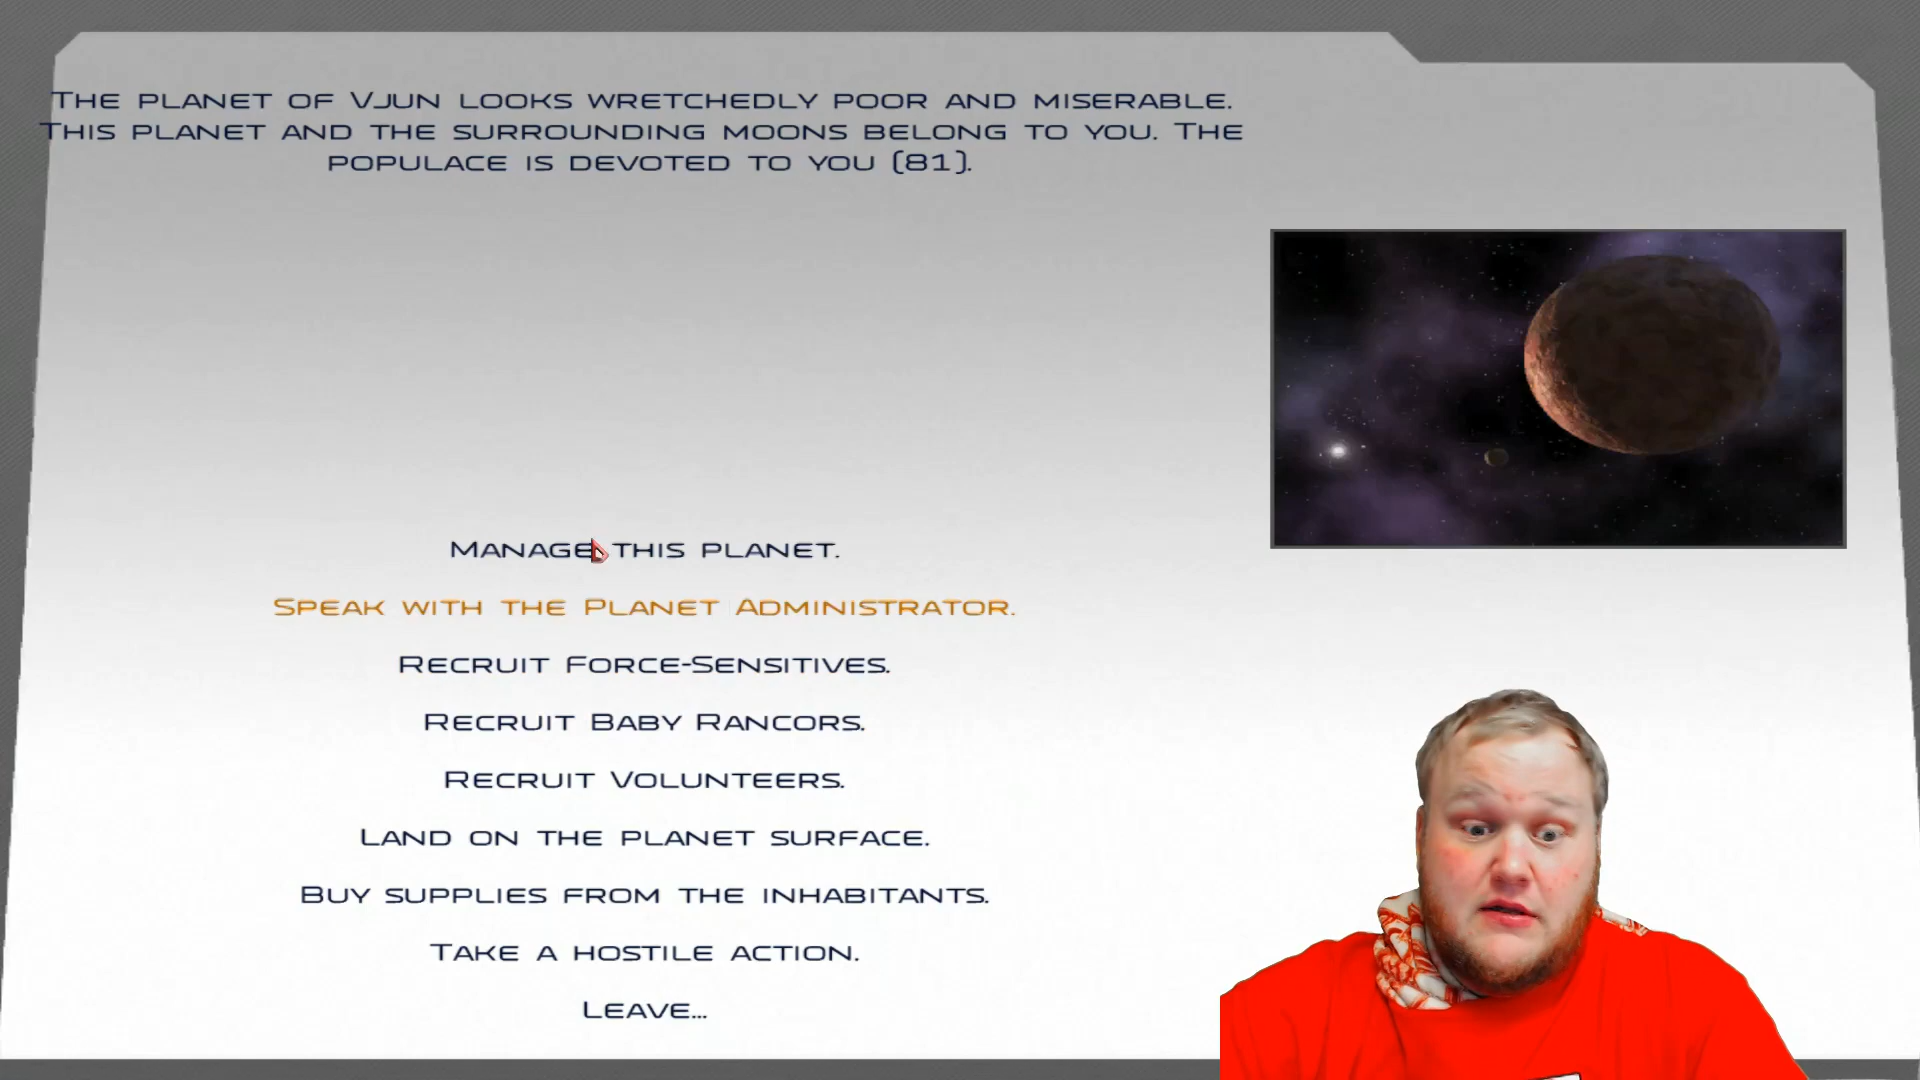 The planet of Vjun looks wretchedly poor and miserable.
This planet and the surrounding moons belong to you. The
populace is devoted to you (81).
Manage this planet.
Speak with the Planet Administrator.
Recruit Force-Sensitives.
Recruit Baby Rancors.
Recruit Volunteers.
Land on the planet surface.
Buy supplies from the inhabitants.
Take a hostile action.
Leave...